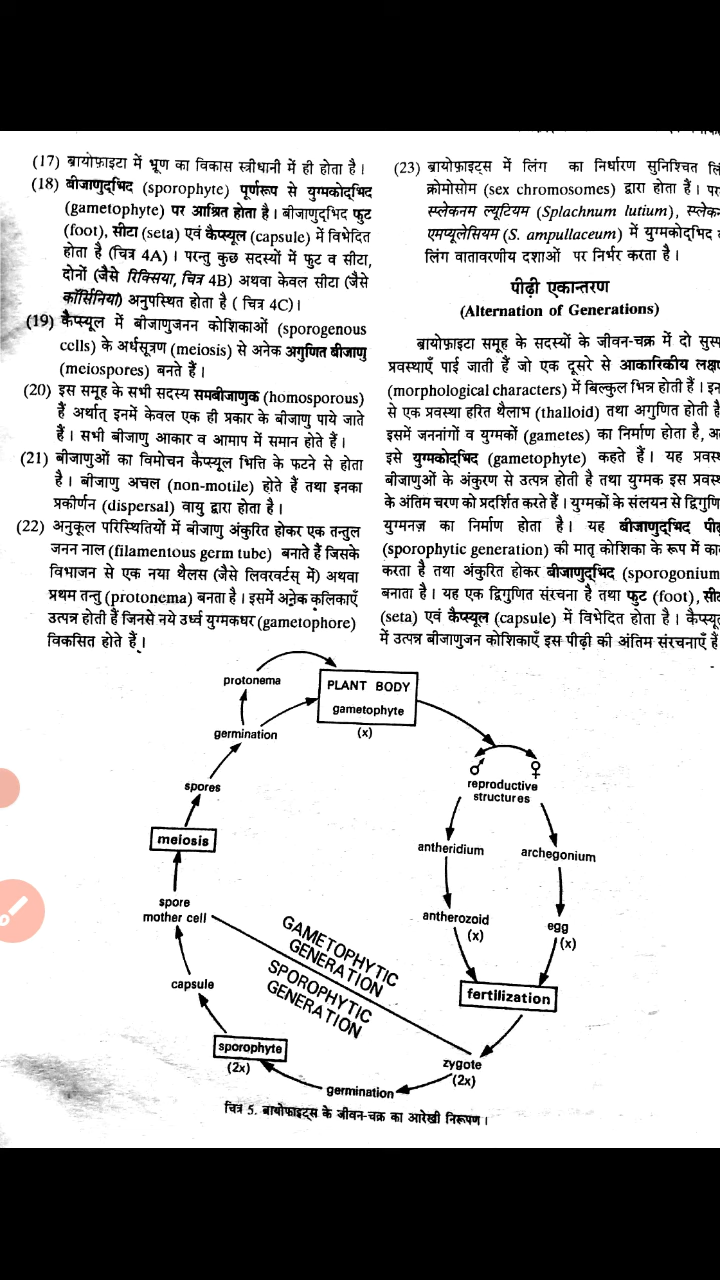 (17) ब्रायोफ़ाइटा में भ्रूण का विकास स्त्रीधानी में ही होता है।
(18) बीजाणुद्भिद (sporophyte) पूर्णरूप से युग्मकोद्भिद
(gametophyte) पर आश्रित होता है। बीजाणुद्भिद फुट
(foot), सीटा (seta) एवं कैप्स्यूल (capsule) में विभेदित
होता है (चित्र 4A)। परन्तु कुछ सदस्यों में फुट व सीटा,
दोनों (जैसे रिक्सिया, चित्र 4B) अथवा केवल सीटा (जैसे
कॉर्सिनिया) अनुपस्थित होता है ( चित्र 4C)।
(19) कैप्स्यूल में बीजाणुजनन कोशिकाओं (sporogenous
cells) के अर्धसूत्रण (meiosis) से अनेक अगुणित बीजाणु
(meiospores) बनते हैं।
(20) इस समूह के सभी सदस्य समबीजाणुक (homosporous)
हैं अर्थात् इनमें केवल एक ही प्रकार के बीजाणु पाये जाते
हैं। सभी बीजाणु आकार व आमाप में समान होते हैं।
(21) बीजाणुओं का विमोचन कैप्स्यूल भित्ति के फटने से होता
है। बीजाणु अचल (non-motile) होते हैं तथा इनका
प्रकीर्णन (dispersal) वायु द्वारा होता है।
(22) अनुकूल परिस्थितियों में बीजाणु अंकुरित होकर एक तन्तुल
जनन नाल (filamentous germ tube) बनाते हैं जिसके
विभाजन से एक नया थैलस (जैसे लिवरवर्टस् में) अथवा
प्रथम तन्तु (protonema) बनता है। इसमें अनेक कलिकाएँ
उत्पन्न होती हैं जिनसे नये उर्ध्व युग्मकधर (gametophore)
विकसित होते हैं।
(23) ब्रायोफ़ाइट्स में लिंग का निर्धारण सुनिश्चित
क्रोमोसोम (sex chromosomes) द्वारा होता हैं।
स्प्लेकनम ल्यूटियम (Splachnum lutium),
एमप्यूलेसियम (S. ampullaceum) में युग्मकोद्भिद
लिंग वातावरणीय दशाओं पर निर्भर करता है।
पीढ़ी एकान्तरण
(Alternation of Generations)
ब्रायोफ़ाइटा समूह के सदस्यों के जीवन-चक्र में दो
प्रवस्थाएँ पाई जाती हैं जो एक दूसरे से आकारिकीय
(morphological characters) में बिल्कुल भिन्न होती हैं।
से एक प्रवस्था हरित थैलाभ (thalloid) तथा अगुणित होती है
इसमें जननांगों व युग्मकों (gametes) का निर्माण होता है,
इसे युग्मकोद्भिद (gametophyte) कहते हैं। यह
बीजाणुओं के अंकुरण से उत्पन्न होती है तथा युग्मक इस
के अंतिम चरण को प्रदर्शित करते हैं। युग्मकों के संलयन से
युग्मनज़ का निर्माण होता है। यह बीजाणुद्भिद
(sporophytic generation) की मातृ कोशिका के रूप में
करता है तथा अंकुरित होकर बीजाणुद्भिद (sporogonium
बनाता है। यह एक द्विगुणित संरचना है तथा फुट (foot),
(seta) एवं कैप्स्यूल (capsule) में विभेदित होता है।
में उत्पन्न बीजाणुजन कोशिकाएँ इस पीढ़ी की अंतिम संरचनाएँ हैं
protonema
PLANT BODY
gametophyte
(x)
germination
♂ ♀
reproductive
structures
spores
meiosis
antheridium
archegonium
spore
mother cell
antherozoid
(x)
egg
(x)
GAMETOPHYTIC
GENERATION
SPOROPHYTIC
GENERATION
capsule
fertilization
sporophyte
(2x)
zygote
(2x)
germination
चित्र 5. ब्रायोफाइट्स के जीवन-चक्र का आरेखी निरूपण।